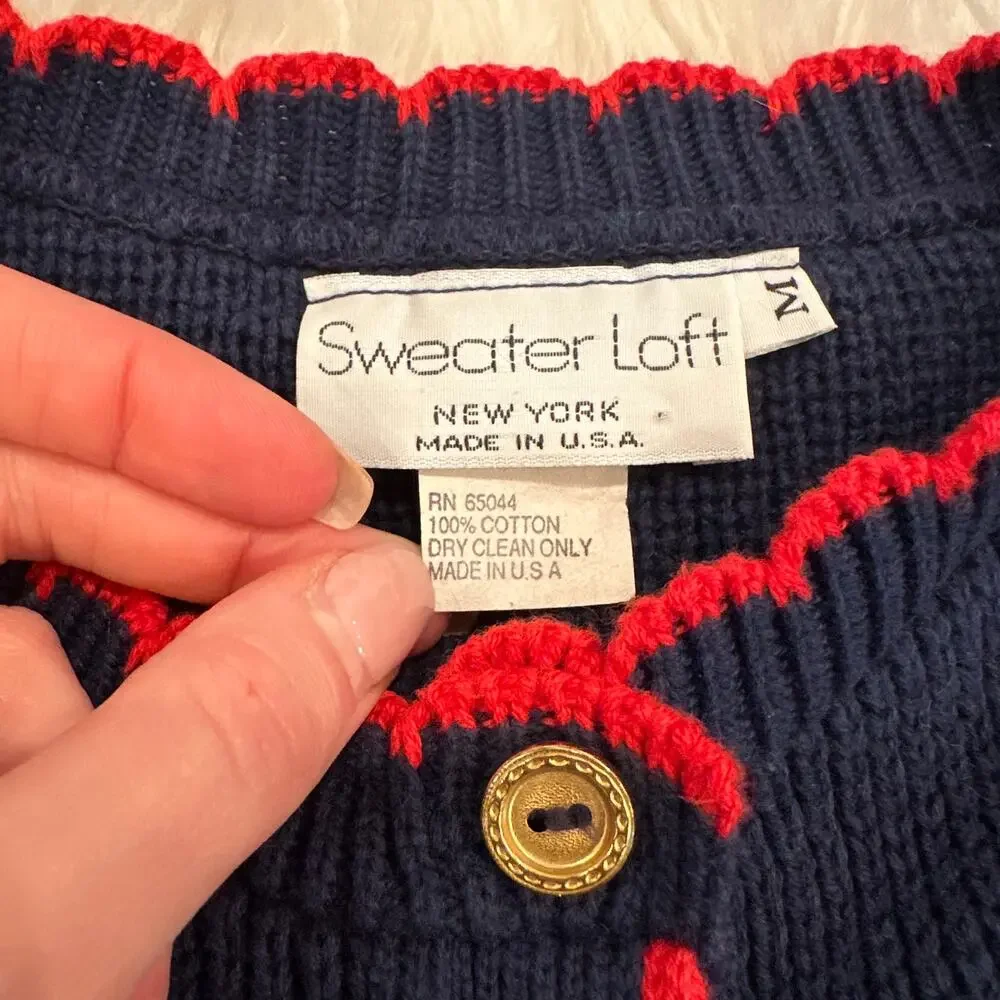 Sweater Loft
M
NEW YORK
MADE IN U.S.A.
RN 65044
100% COTTON
DRY CLEAN ONLY
MADE IN U.S A